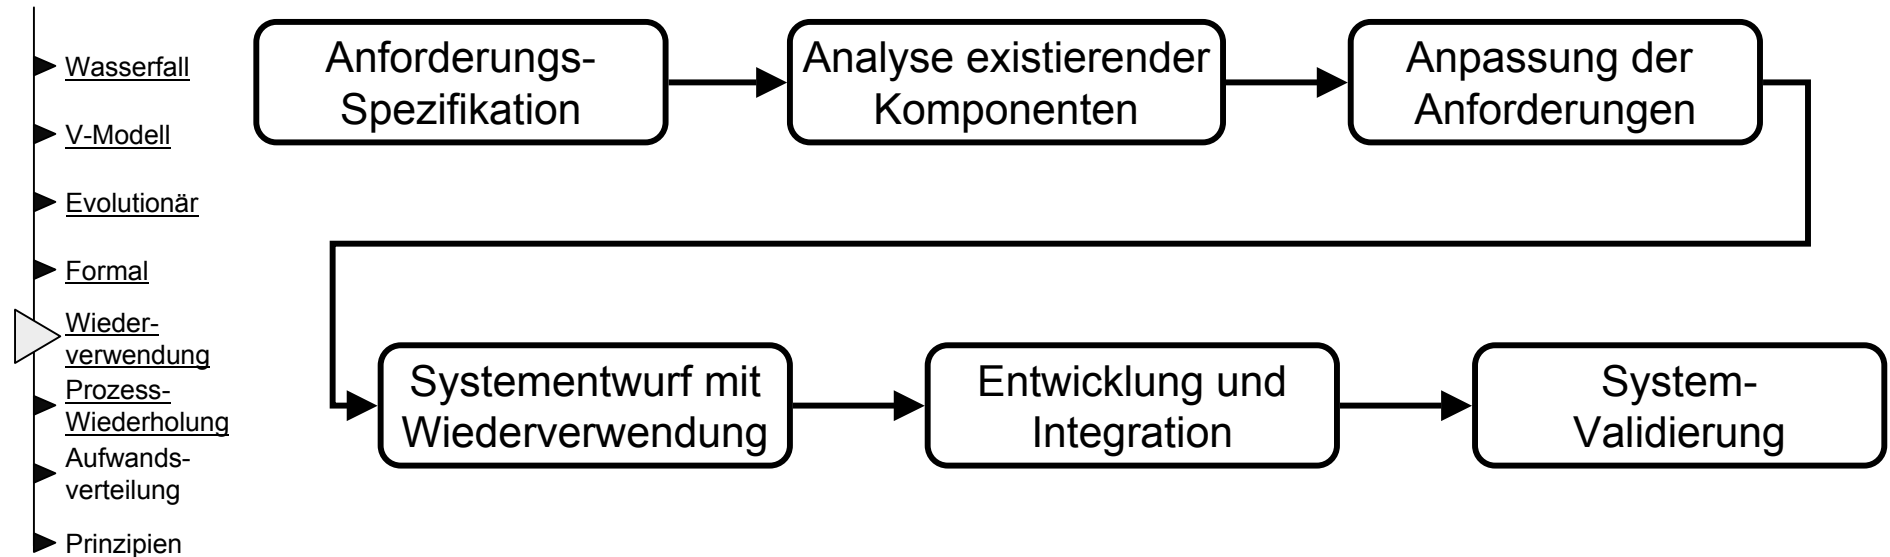 Wasserfall
V-Modell
Evolutionär
Formal
Wieder-
verwendung
Prozess-
Wiederholung
Aufwands-
verteilung
Prinzipien
Anforderungs-
Spezifikation
Analyse existierender
Komponenten
Anpassung der
Anforderungen
Systementwurf mit
Wiederverwendung
Entwicklung und
Integration
System-
Validierung